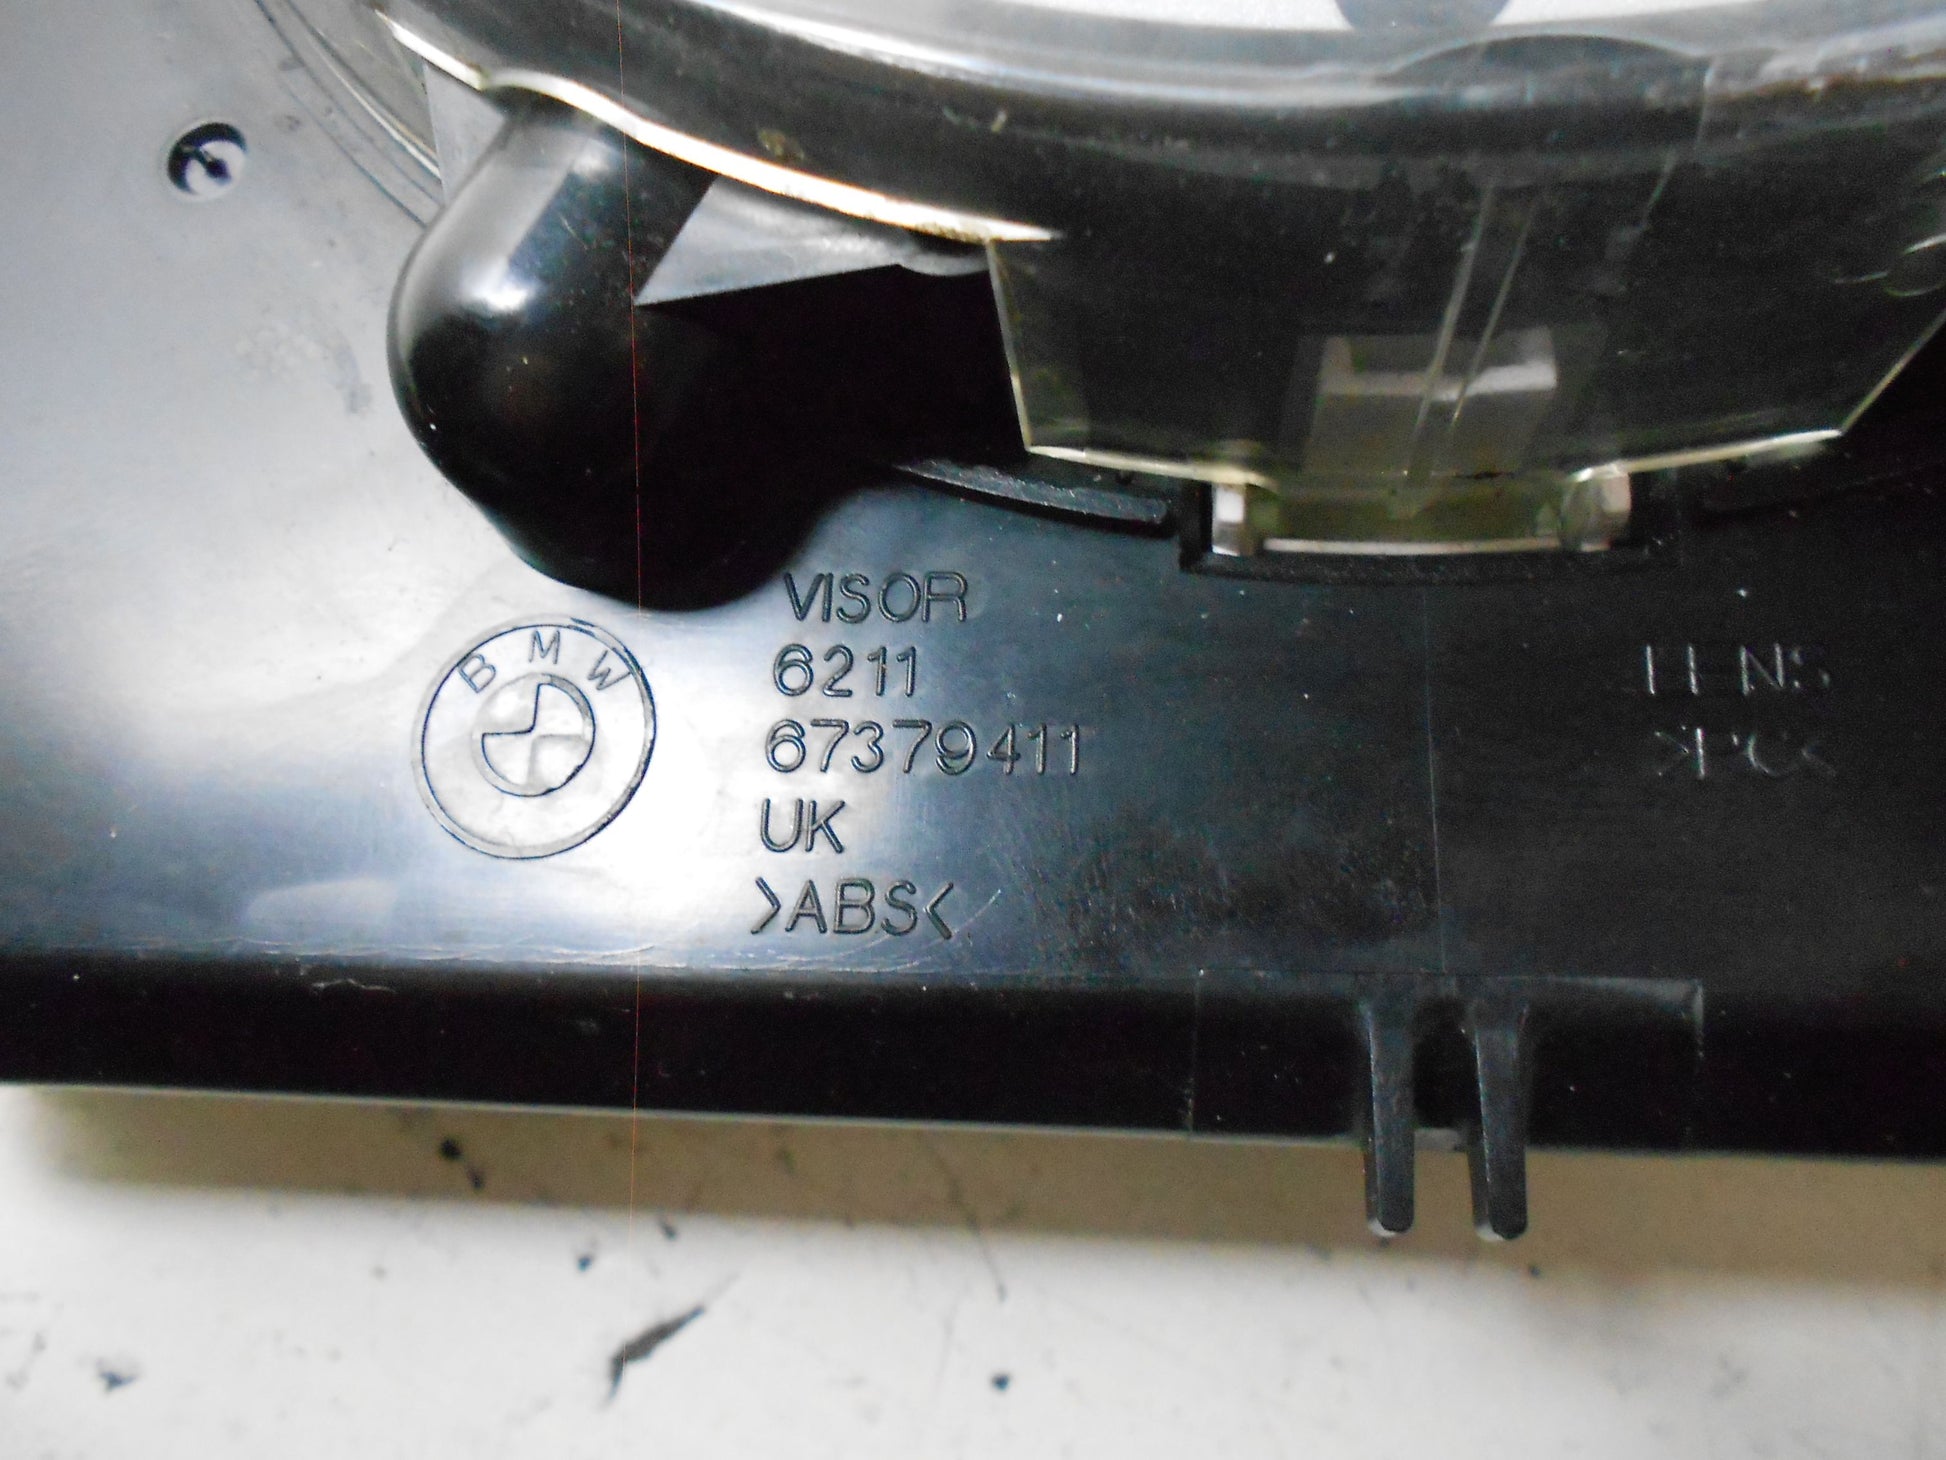 BMW
VISOR
6211
67379411
UK
>ABS<
LENS
>PC<